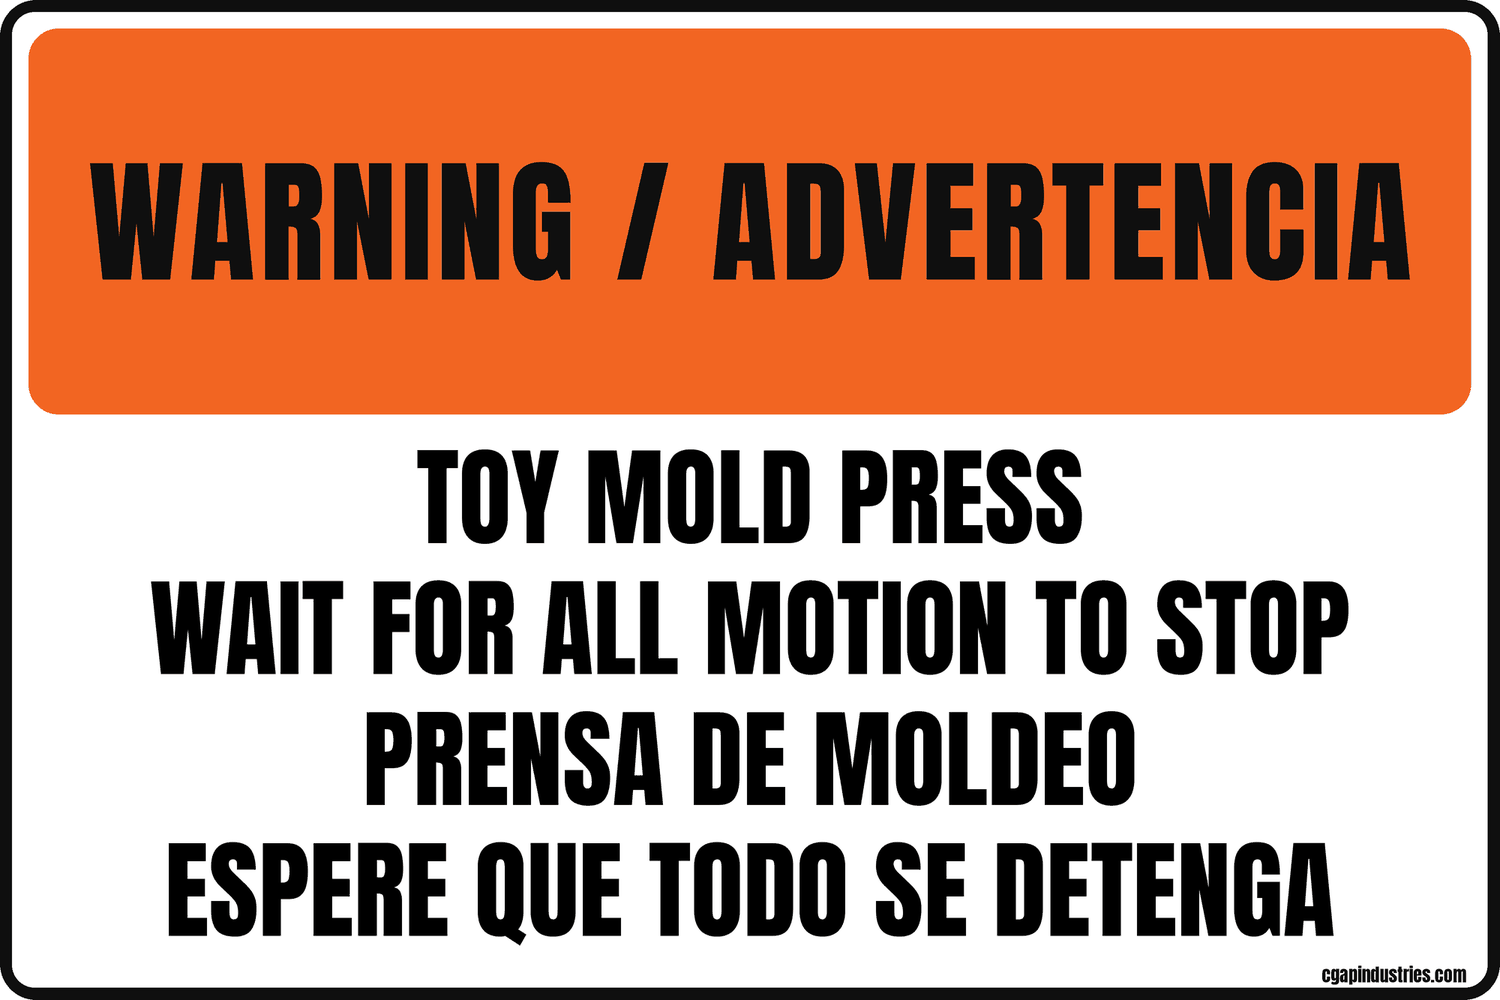 WARNING / ADVERTENCIA
TOY MOLD PRESS
WAIT FOR ALL MOTION TO STOP
PRENSA DE MOLDEO
ESPERE QUE TODO SE DETENGA
cgapindustries.com